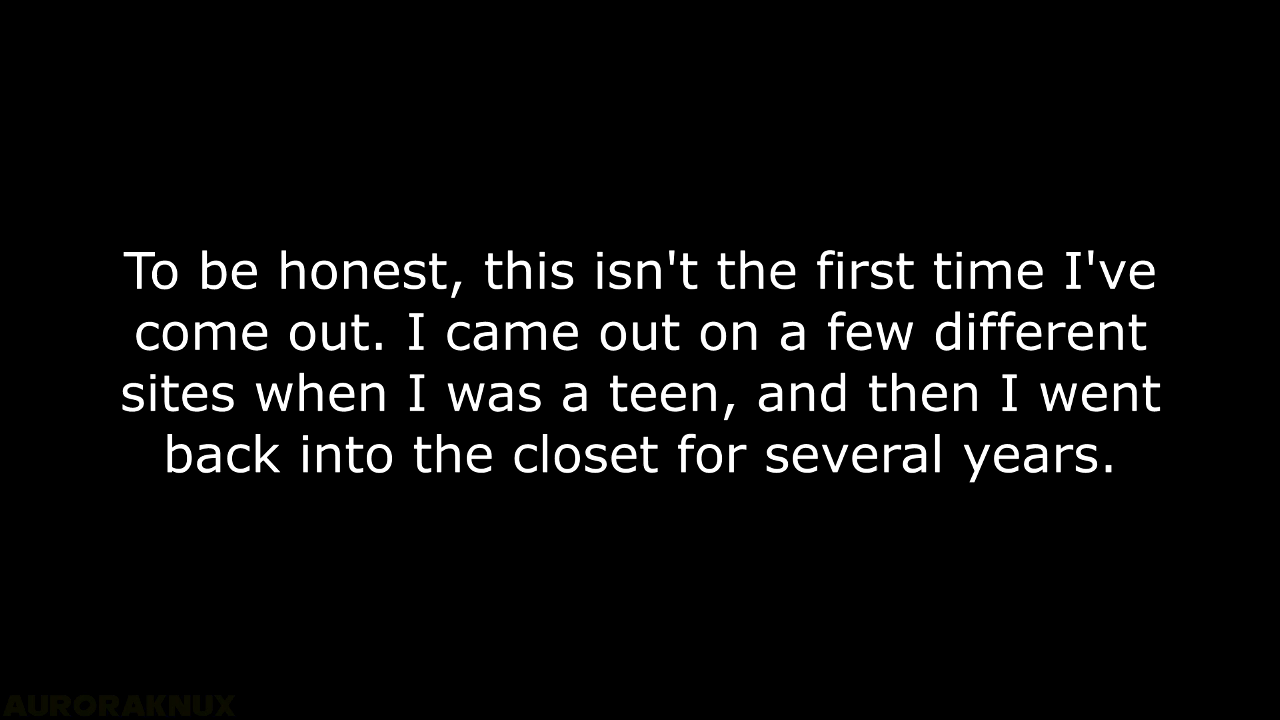 To be honest, this isn't the first time I've
come out. I came out on a few different
sites when I was a teen, and then I went
back into the closet for several years.
AURORAKNUX